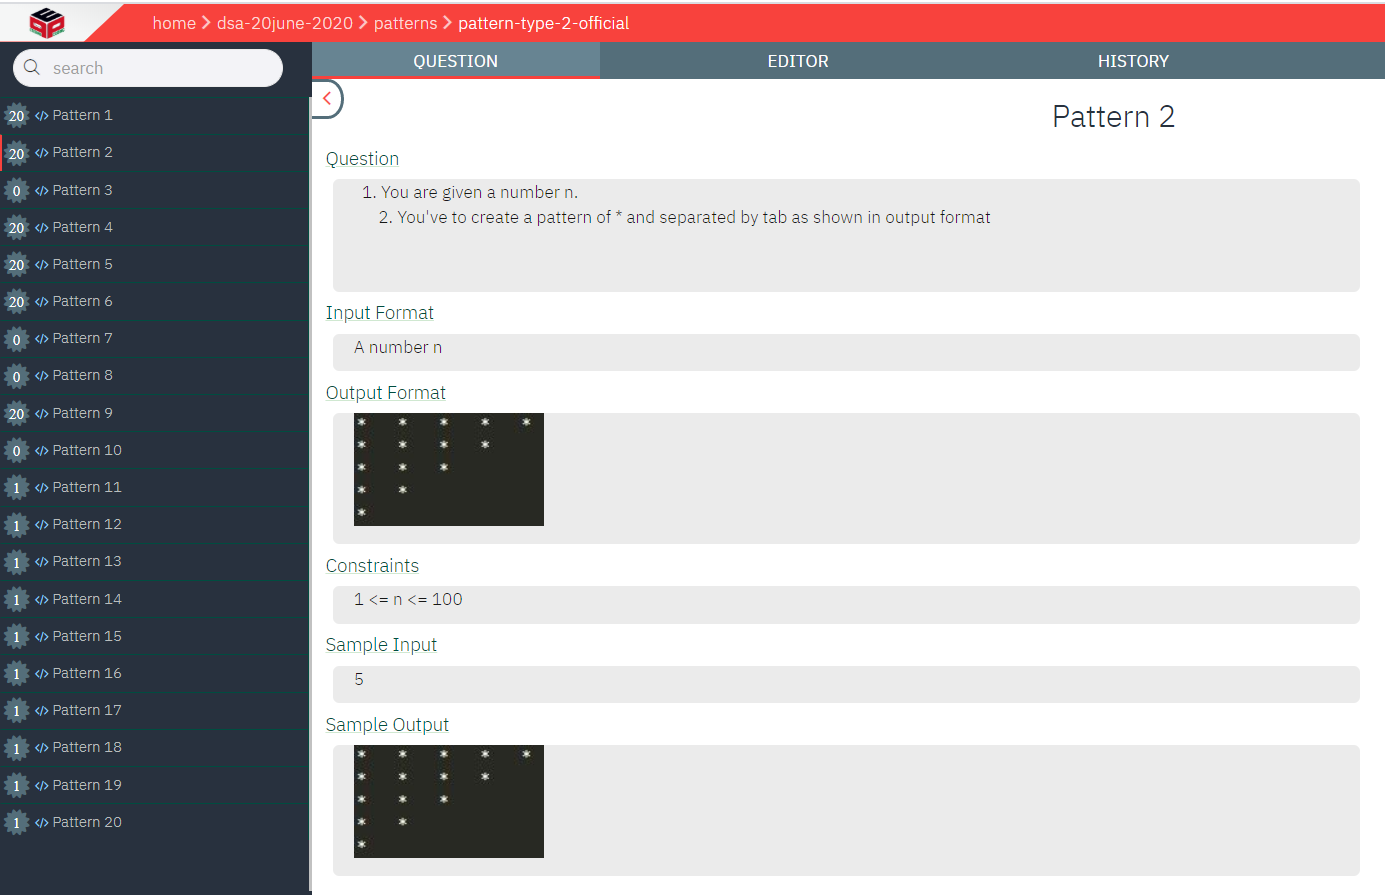 home > dsa-20june-2020 > patterns > pattern-type-2-official
search
20 </> Pattern 1
20 </> Pattern 2
0 </> Pattern 3
20 </> Pattern 4
20 </> Pattern 5
20 </> Pattern 6
0 </> Pattern 7
0 </> Pattern 8
20 </> Pattern 9
0 </> Pattern 10
1 </> Pattern 11
1 </> Pattern 12
1 </> Pattern 13
1 </> Pattern 14
1 </> Pattern 15
1 </> Pattern 16
1 </> Pattern 17
1 </> Pattern 18
1 </> Pattern 19
1 </> Pattern 20
QUESTION EDITOR HISTORY
Pattern 2
Question
1. You are given a number n.
2. You've to create a pattern of * and separated by tab as shown in output format
Input Format
A number n
Output Format
* * * * *
* * * *
* * *
* *
*
Constraints
1 <= n <= 100
Sample Input
5
Sample Output
* * * * *
* * * *
* * *
* *
*